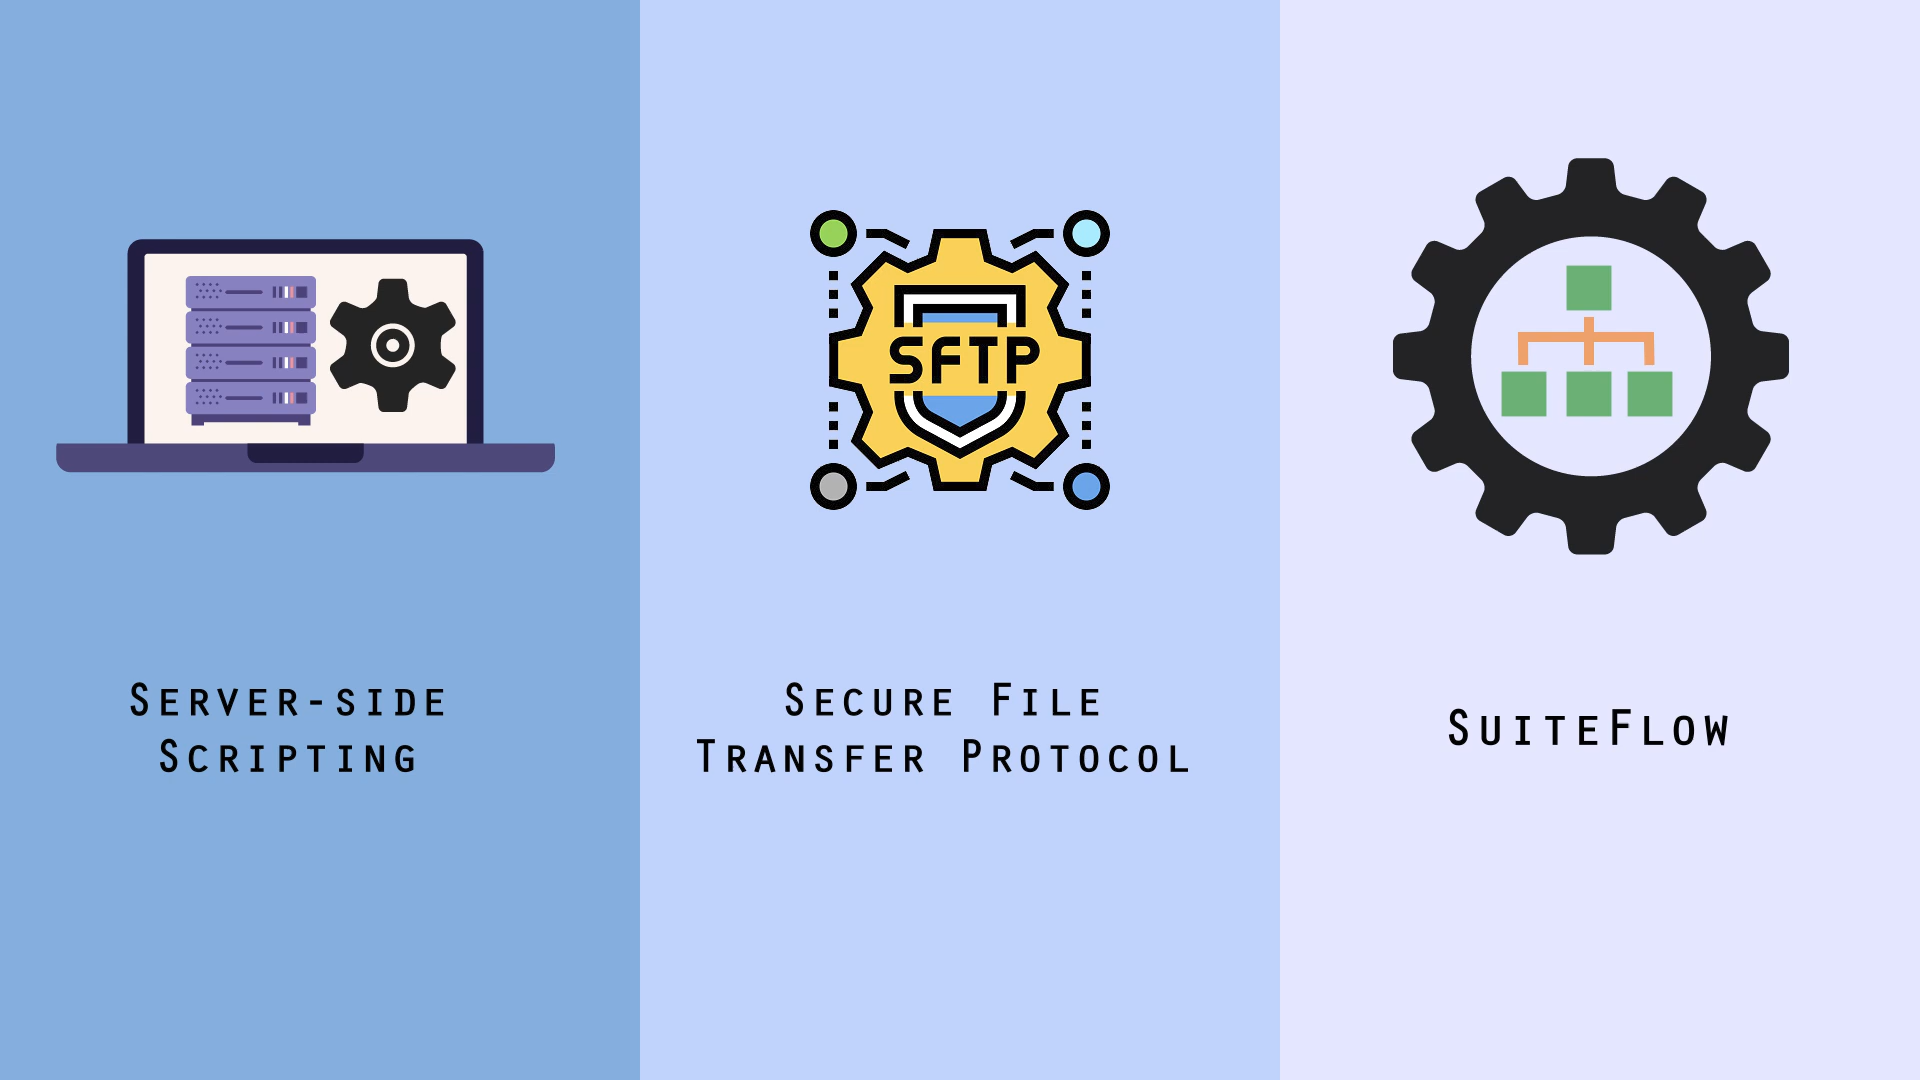 SFTP
SERVER-SIDE
SCRIPTING
SECURE FILE
TRANSFER PROTOCOL
SUITEFLOW